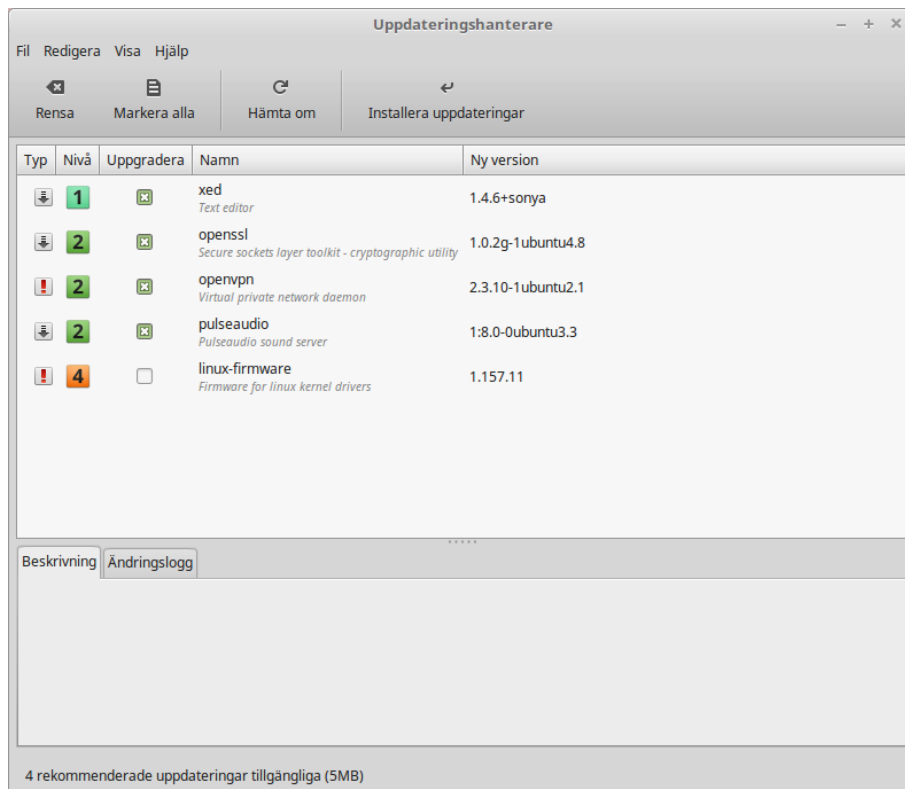 Uppdateringshanterare
Fil Redigera Visa Hjälp
Rensa Markera alla Hämta om Installera uppdateringar
Typ Nivå Uppgradera Namn Ny version
1 xed 1.4.6+sonya
Text editor
2 openssl 1.0.2g-1ubuntu4.8
Secure sockets layer toolkit - cryptographic utility
! 2 openvpn 2.3.10-1ubuntu2.1
Virtual private network daemon
2 pulseaudio 1:8.0-0ubuntu3.3
Pulseaudio sound server
! 4 linux-firmware 1.157.11
Firmware for linux kernel drivers
Beskrivning Ändringslogg
4 rekommenderade uppdateringar tillgängliga (5MB)